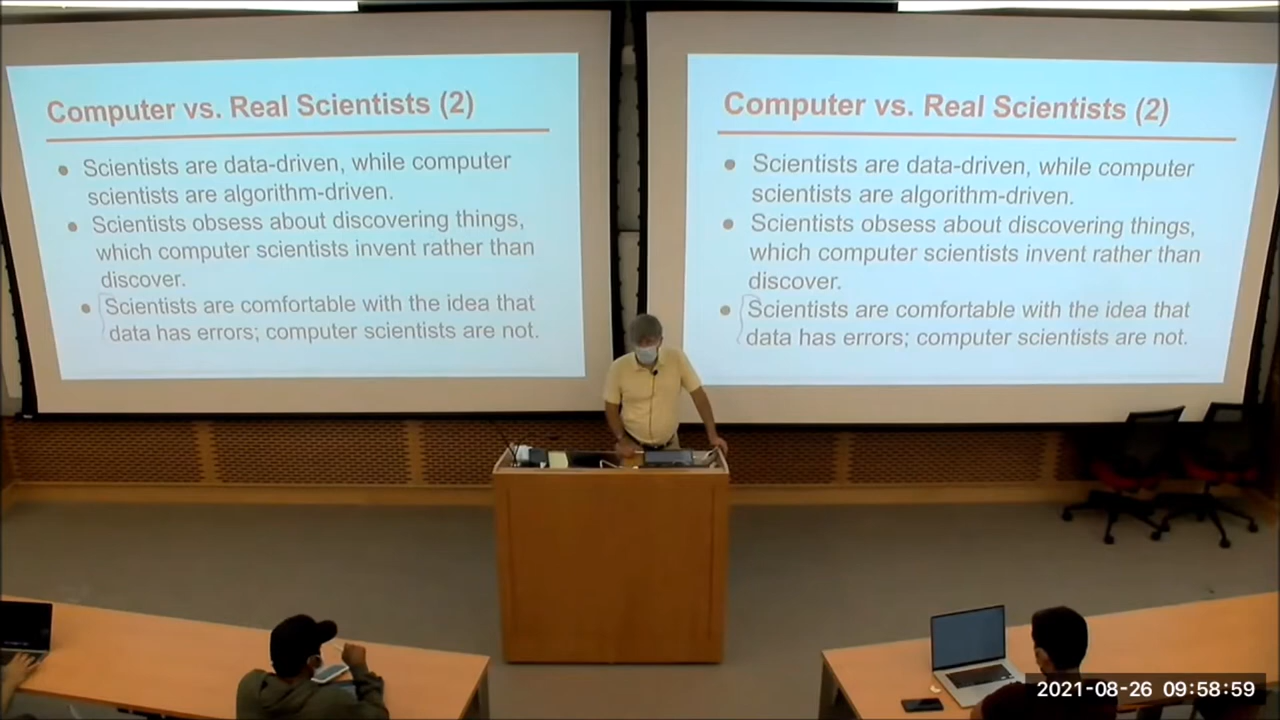 Computer vs. Real Scientists (2)
● Scientists are data-driven, while computer
scientists are algorithm-driven.
● Scientists obsess about discovering things,
which computer scientists invent rather than
discover.
● Scientists are comfortable with the idea that
data has errors; computer scientists are not.
Computer vs. Real Scientists (2)
● Scientists are data-driven, while computer
scientists are algorithm-driven.
● Scientists obsess about discovering things,
which computer scientists invent rather than
discover.
● Scientists are comfortable with the idea that
data has errors; computer scientists are not.
2021-08-26 09:58:59